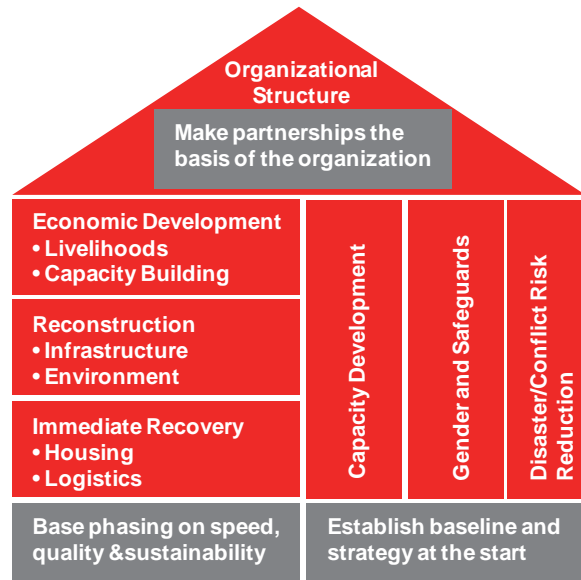 Organizational
Structure
Make partnerships the
basis of the organization
Economic Development
• Livelihoods
• Capacity Building
Reconstruction
• Infrastructure
• Environment
Immediate Recovery
• Housing
• Logistics
Capacity Development
Gender and Safeguards
Disaster/Conflict Risk
Reduction
Base phasing on speed,
quality &sustainability
Establish baseline and
strategy at the start